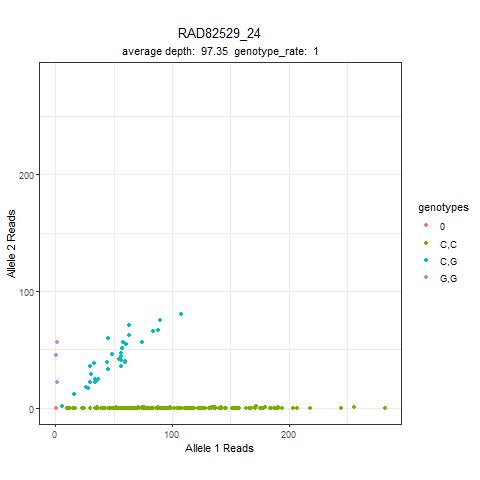 RAD82529_24
average depth: 97.35 genotype_rate: 1
Allele 2 Reads
200
100
0
0
100
200
Allele 1 Reads
genotypes
0
C,C
C,G
G,G